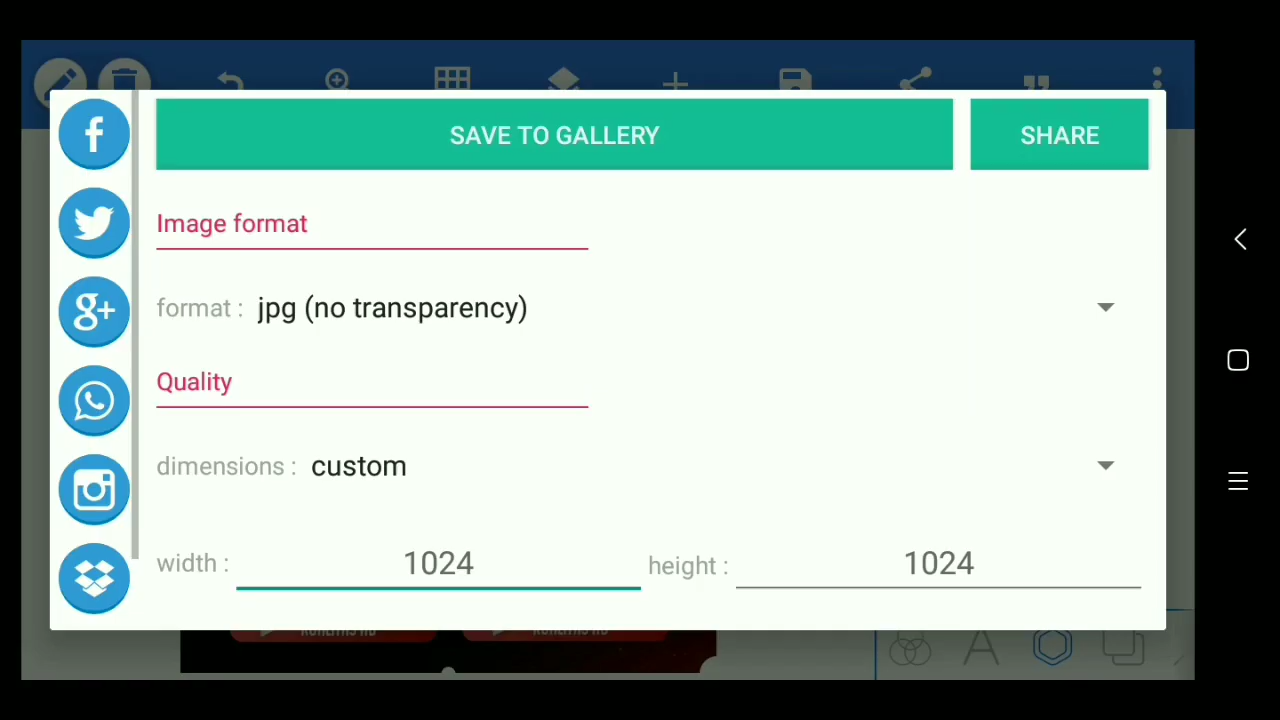 SAVE TO GALLERY
SHARE
Image format
format : jpg (no transparency)
Quality
dimensions : custom
width : 1024 height : 1024